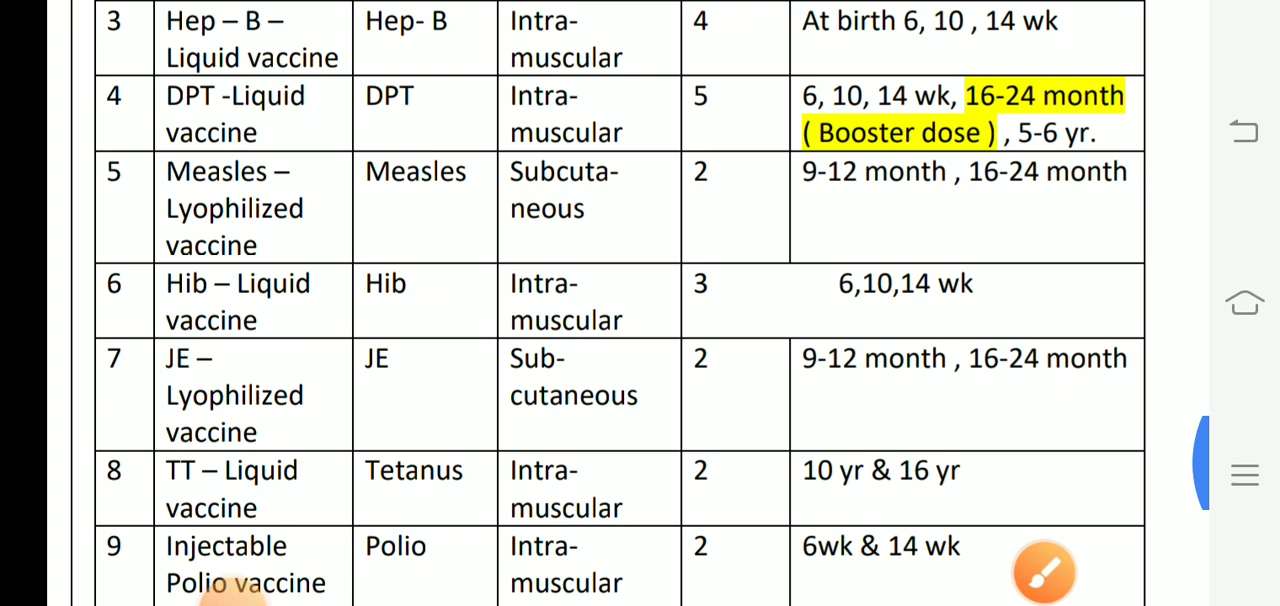 3 Hep – B – Hep- B Intra- 4 At birth 6, 10 , 14 wk
Liquid vaccine muscular
4 DPT -Liquid DPT Intra- 5 6, 10, 14 wk, 16-24 month
vaccine muscular ( Booster dose ) , 5-6 yr.
5 Measles – Measles Subcuta- 2 9-12 month , 16-24 month
Lyophilized neous
vaccine
6 Hib – Liquid Hib Intra- 3 6,10,14 wk
vaccine muscular
7 JE – JE Sub- 2 9-12 month , 16-24 month
Lyophilized cutaneous
vaccine
8 TT – Liquid Tetanus Intra- 2 10 yr & 16 yr
vaccine muscular
9 Injectable Polio Intra- 2 6wk & 14 wk
Polio vaccine muscular